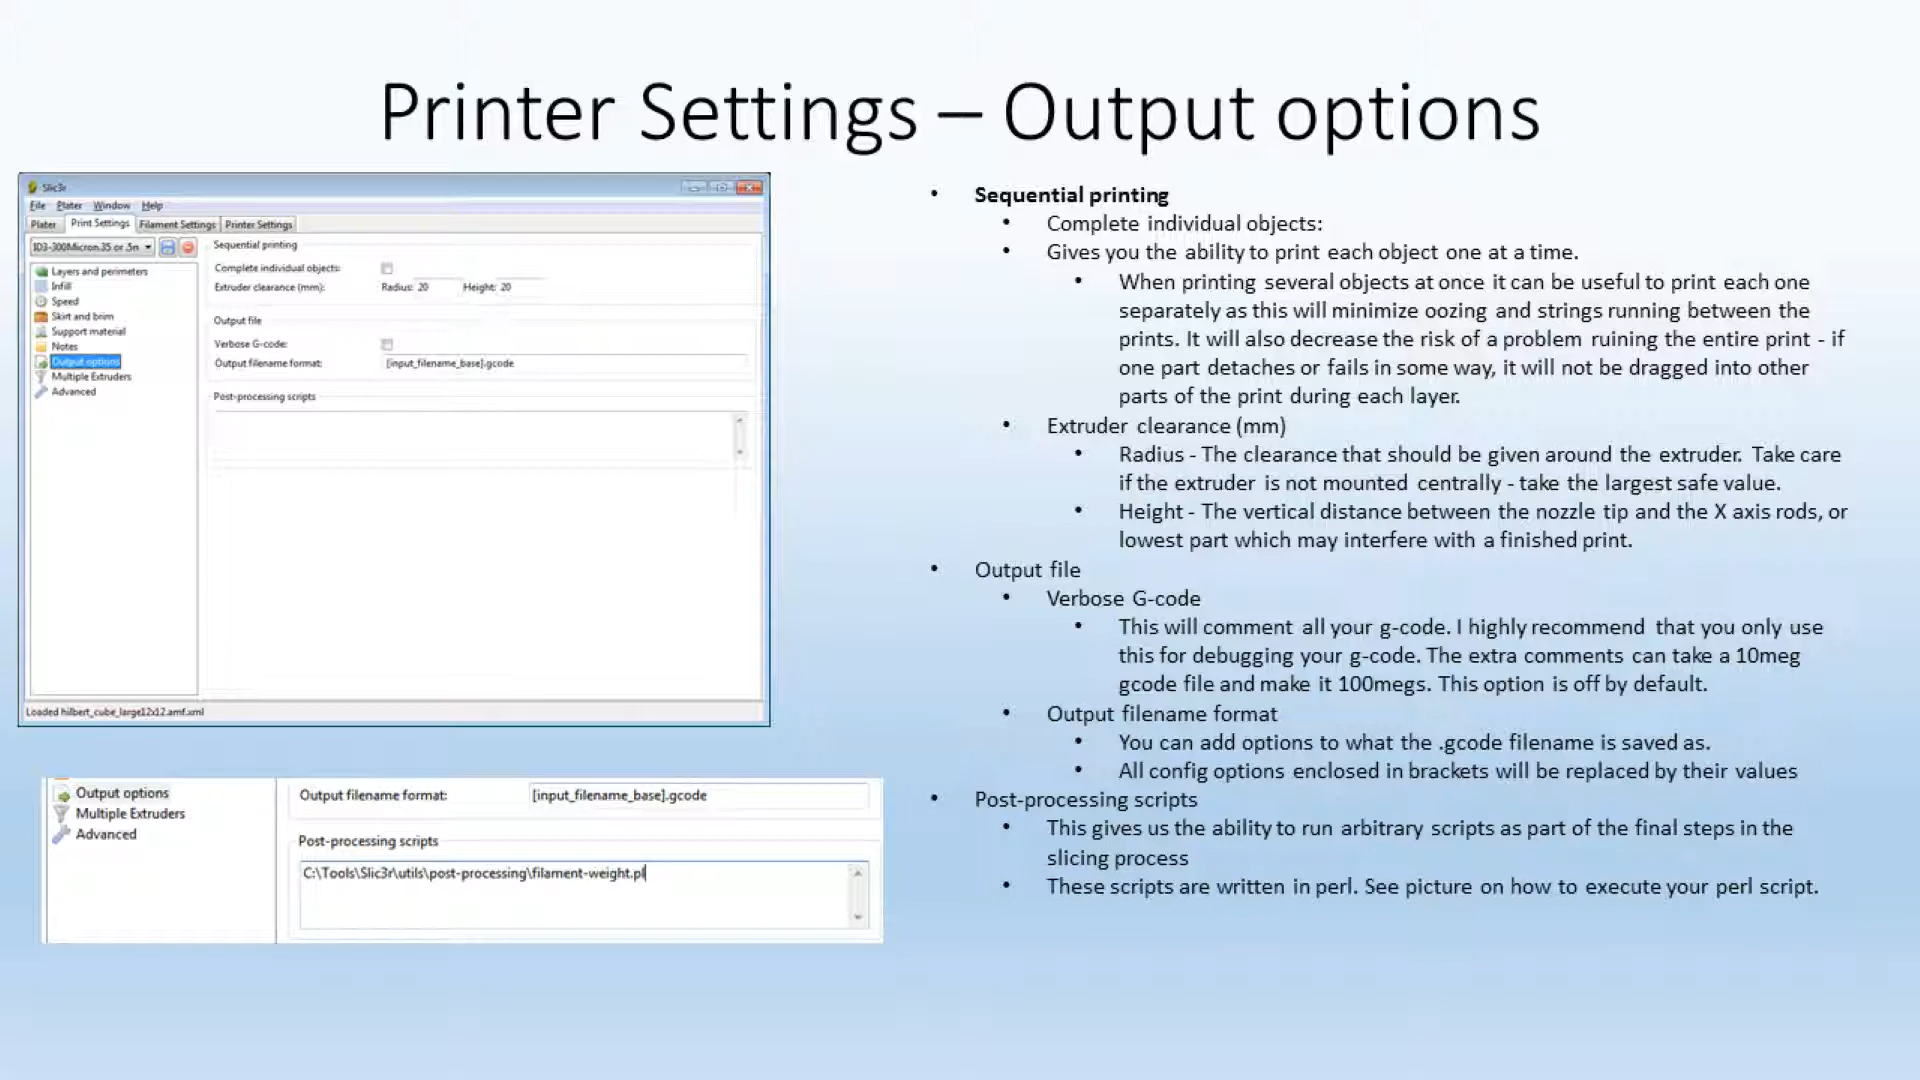 Printer Settings – Output options
Slic3r
File Plater Window Help
Plater Print Settings Filament Settings Printer Settings
ID3-300Micron.35 or .5n
Layers and perimeters
Infill
Speed
Skirt and brim
Support material
Notes
Output options
Multiple Extruders
Advanced
Sequential printing
Complete individual objects:
Extruder clearance (mm): Radius: 20 Height: 20
Output file
Verbose G-code:
Output filename format: [input_filename_base].gcode
Post-processing scripts
Loaded hilbert_cube_large12x12.amf.xml
Output options
Multiple Extruders
Advanced
Output filename format: [input_filename_base].gcode
Post-processing scripts
C:\Tools\Slic3r\utils\post-processing\filament-weight.pl
• Sequential printing
• Complete individual objects:
• Gives you the ability to print each object one at a time.
• When printing several objects at once it can be useful to print each one
separately as this will minimize oozing and strings running between the
prints. It will also decrease the risk of a problem ruining the entire print - if
one part detaches or fails in some way, it will not be dragged into other
parts of the print during each layer.
• Extruder clearance (mm)
• Radius - The clearance that should be given around the extruder. Take care
if the extruder is not mounted centrally - take the largest safe value.
• Height - The vertical distance between the nozzle tip and the X axis rods, or
lowest part which may interfere with a finished print.
• Output file
• Verbose G-code
• This will comment all your g-code. I highly recommend that you only use
this for debugging your g-code. The extra comments can take a 10meg
gcode file and make it 100megs. This option is off by default.
• Output filename format
• You can add options to what the .gcode filename is saved as.
• All config options enclosed in brackets will be replaced by their values
• Post-processing scripts
• This gives us the ability to run arbitrary scripts as part of the final steps in the
slicing process
• These scripts are written in perl. See picture on how to execute your perl script.